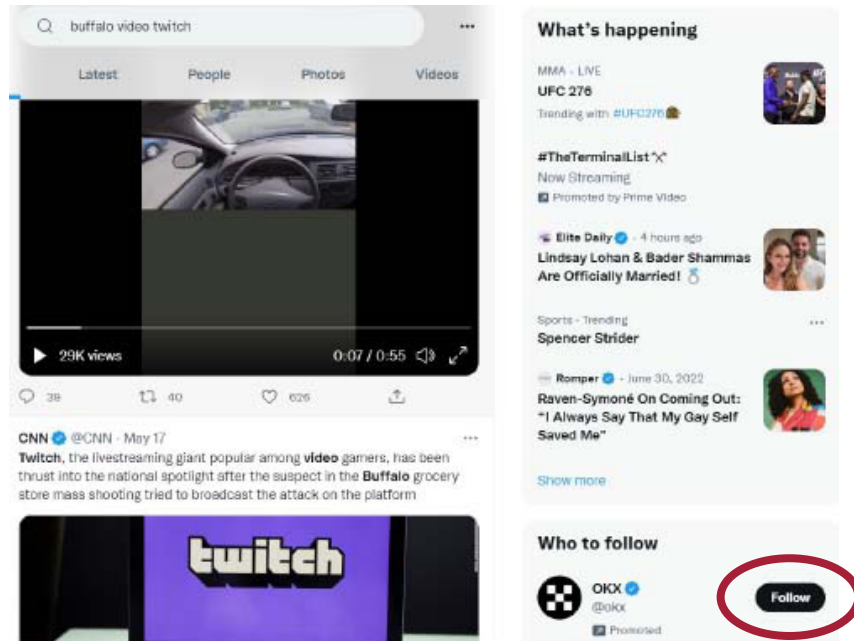 buffalo video twitch
Latest People Photos Videos
29K views 0:07 / 0:55
39 40 626
CNN @CNN · May 17
Twitch, the livestreaming giant popular among video gamers, has been
thrust into the national spotlight after the suspect in the Buffalo grocery
store mass shooting tried to broadcast the attack on the platform
twitch
What's happening
MMA · LIVE
UFC 276
Trending with #UFC276
#TheTerminalList
Now Streaming
Promoted by Prime Video
Elite Daily · 4 hours ago
Lindsay Lohan & Bader Shammas
Are Officially Married!
Sports · Trending
Spencer Strider
Romper · June 30, 2022
Raven-Symoné On Coming Out:
"I Always Say That My Gay Self
Saved Me"
Show more
Who to follow
OKX
@okx
Promoted
Follow